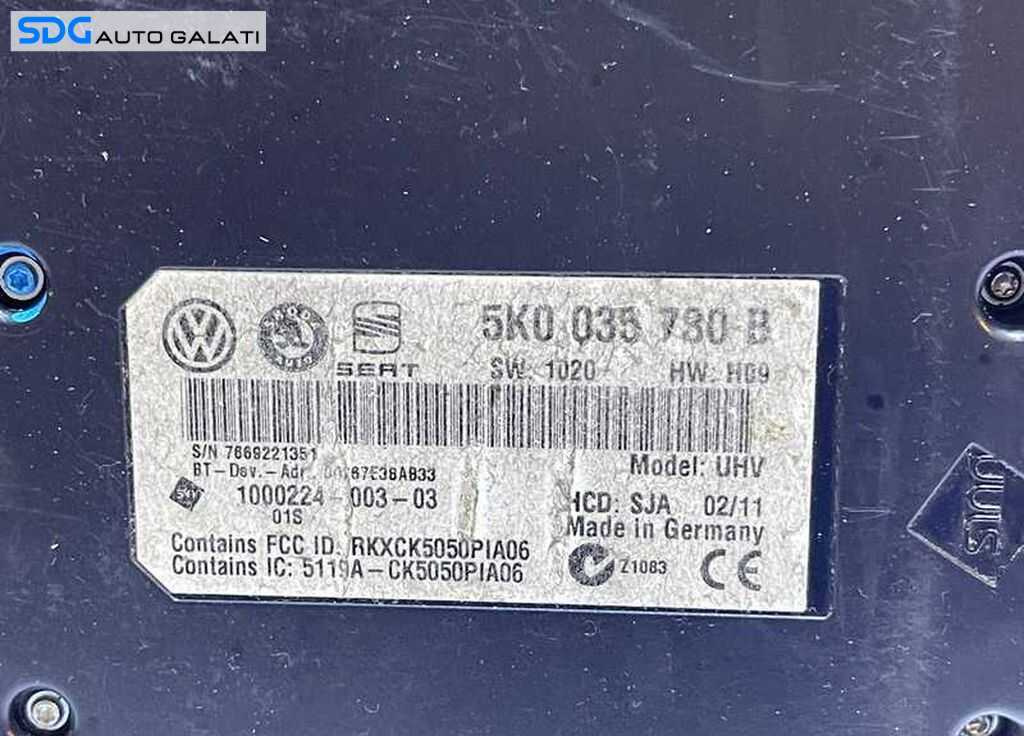 SDG AUTO GALATI
SEAT
5K0 035 730 B
SW: 1020 HW: H09
S/N 7669221351
Model: UHV
1000224-003-03
01S
HCD: SJA 02/11
Made in Germany
Contains FCC ID: RKXCK5050PIA06
Contains IC: 5119A-CK5050PIA06
Z1083
CE